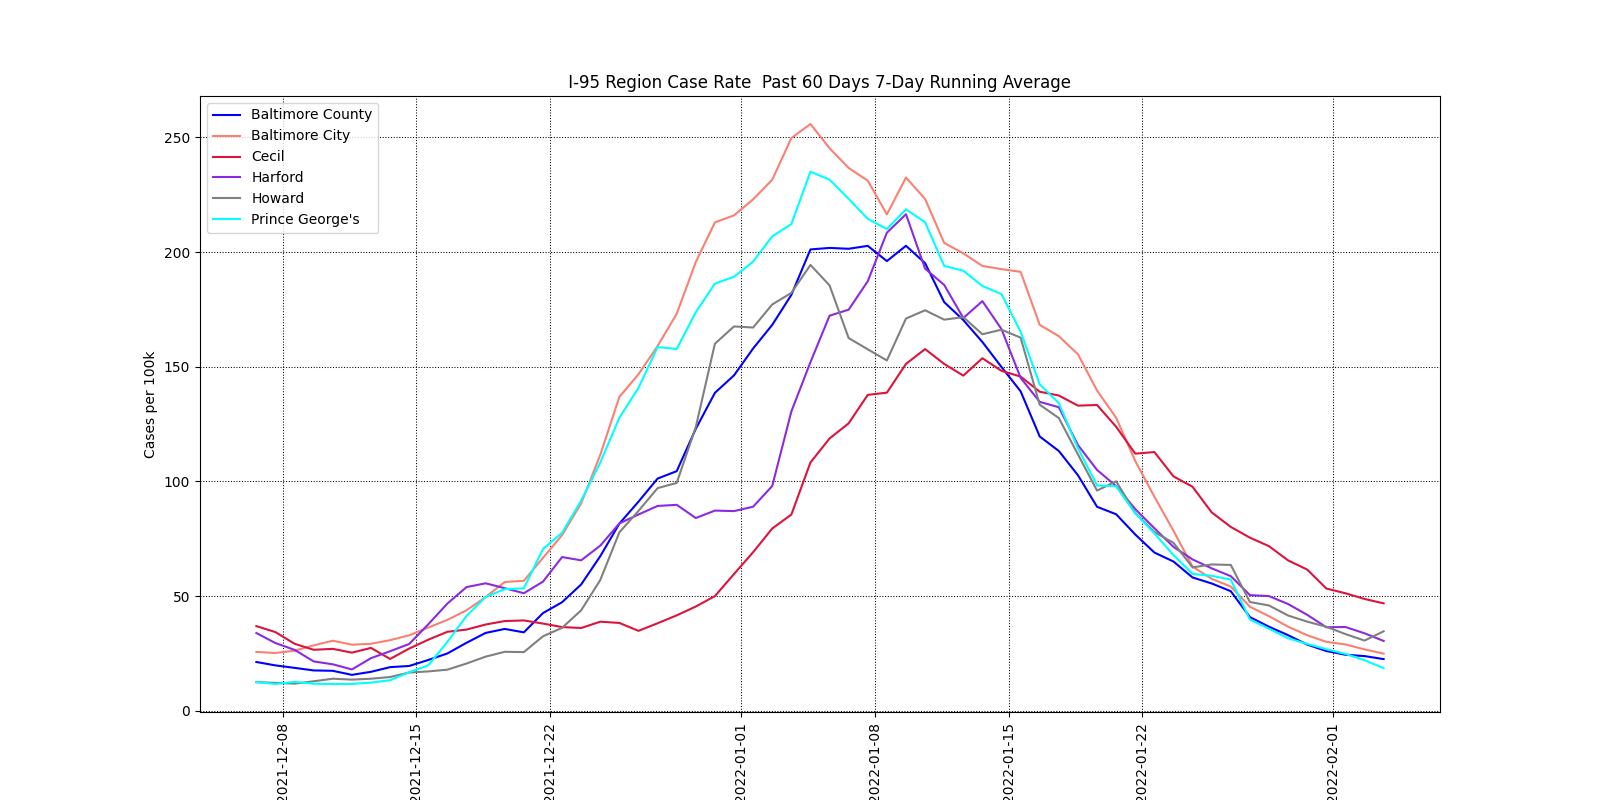 I-95 Region Case Rate  Past 60 Days 7-Day Running Average
Baltimore County
Baltimore City
Cecil
Harford
Howard
Prince George's
Cases per 100k
250
200
150
100
50
0
2021-12-08
2021-12-15
2021-12-22
2022-01-01
2022-01-08
2022-01-15
2022-01-22
2022-02-01